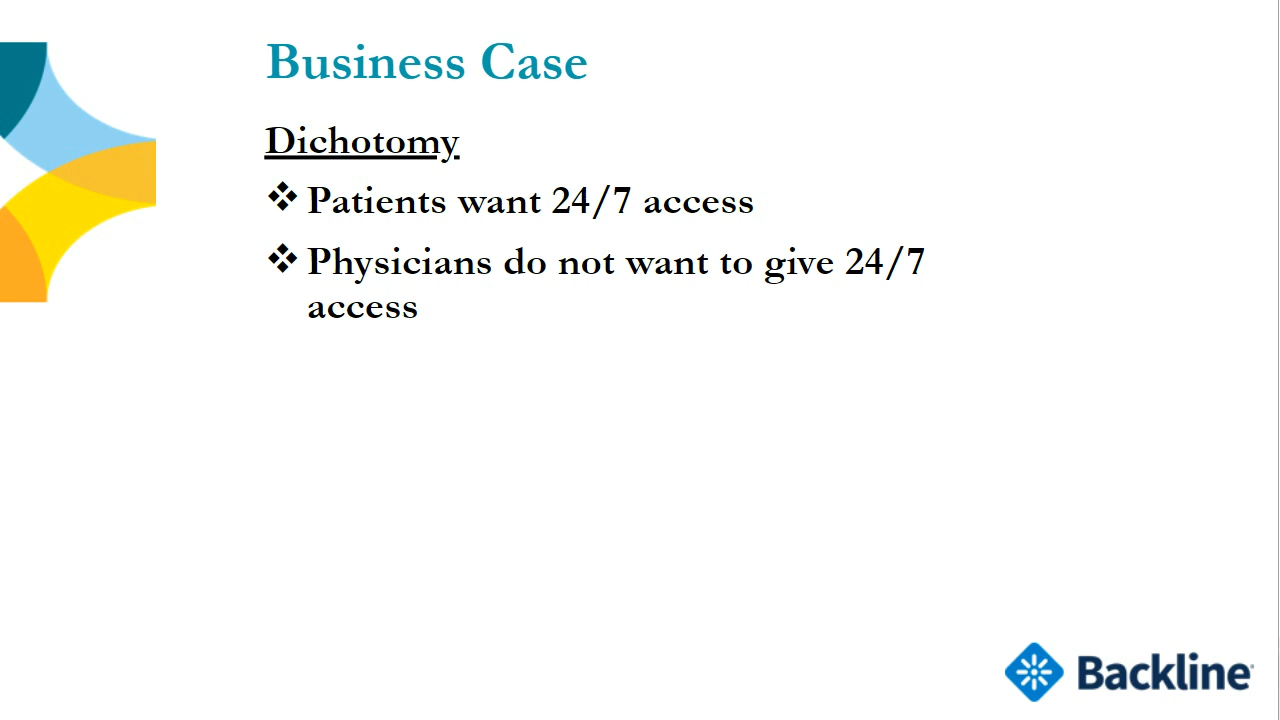 Business Case
Dichotomy
❖ Patients want 24/7 access
❖ Physicians do not want to give 24/7
access
Backline